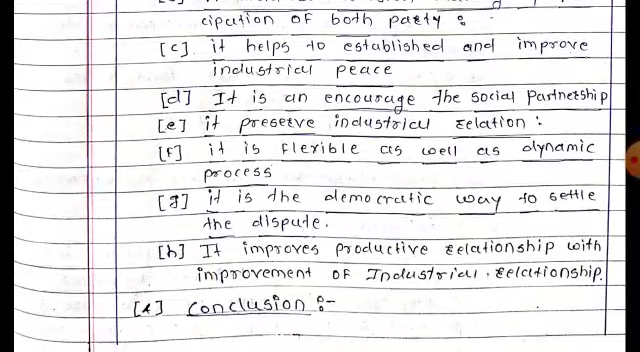 cipation of both party :
[c] it helps to established and improve
industrial peace
[d] It is an encourage the social partnership
[e] it preserve industrial relation :
[f] it is flexible as well as dynamic
process
[g] it is the democratic way to settle
the dispute.
[h] It improves productive relationship with
improvement of Industrial relationship.
conclusion :-